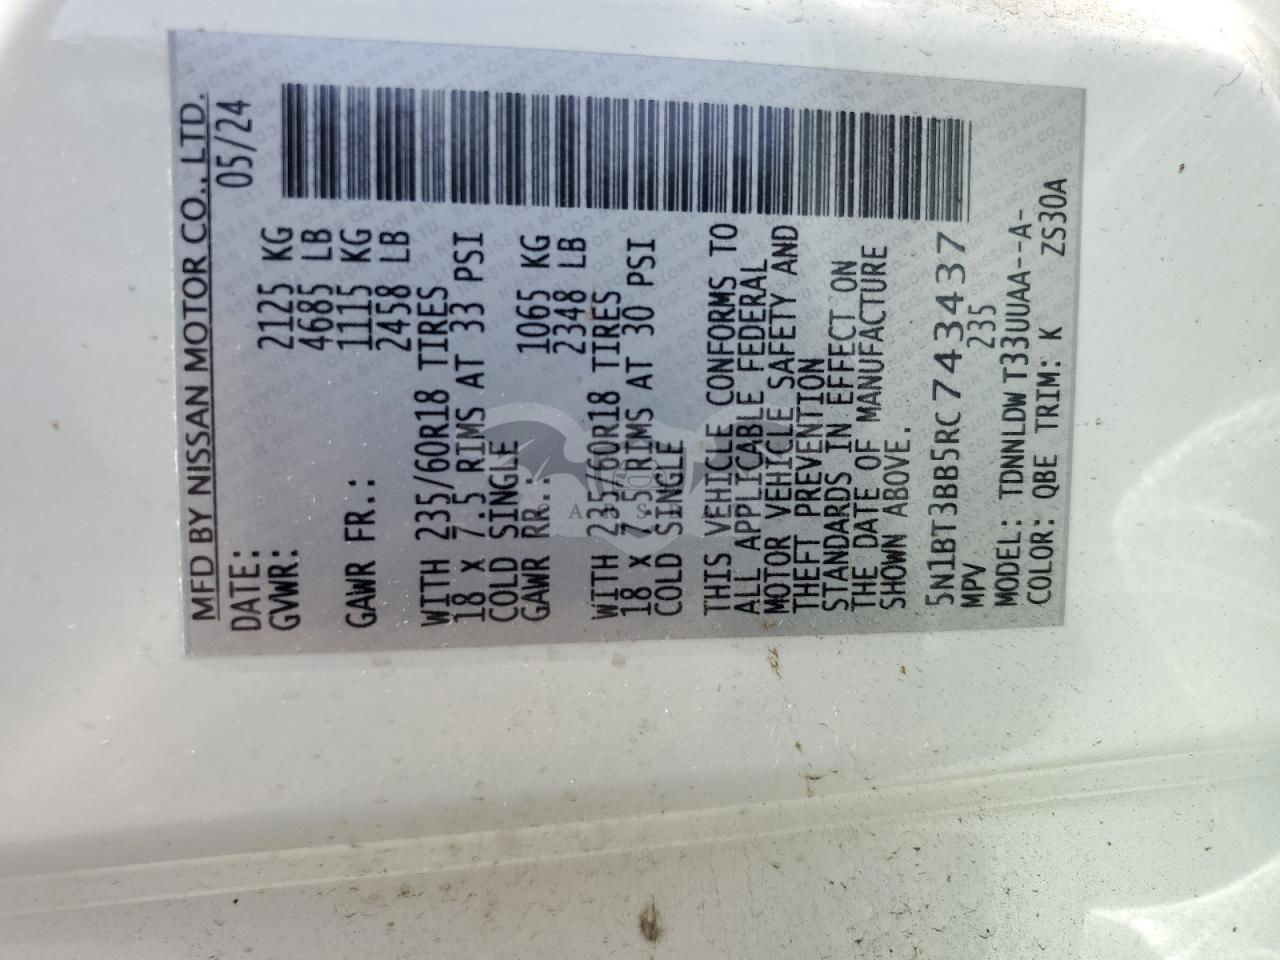 MFD BY NISSAN MOTOR CO., LTD.
DATE: 05/24
GVWR: 2125 KG
4685 LB
GAWR FR.: 1115 KG
2458 LB
WITH 235/60R18 TIRES
18 X 7.5 RIMS AT 33 PSI
COLD SINGLE
GAWR RR.: 1065 KG
2348 LB
WITH 235/60R18 TIRES
18 X 7.5 RIMS AT 30 PSI
COLD SINGLE
THIS VEHICLE CONFORMS TO
ALL APPLICABLE FEDERAL
MOTOR VEHICLE SAFETY AND
THEFT PREVENTION
STANDARDS IN EFFECT ON
THE DATE OF MANUFACTURE
SHOWN ABOVE.
5N1BT3BB5RC743437
MPV 235
MODEL: TDNNLDWT33UUAA--A-
COLOR: QBE TRIM: K ZS30A